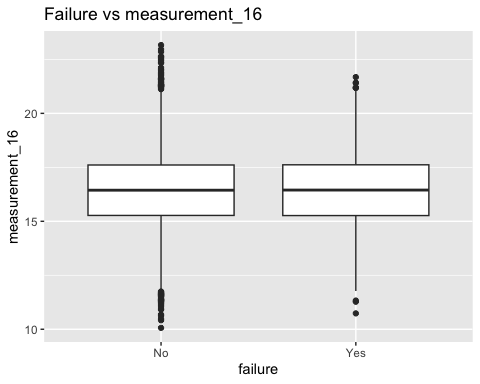 Failure vs measurement_16
measurement_16
20
15
10
No
Yes
failure